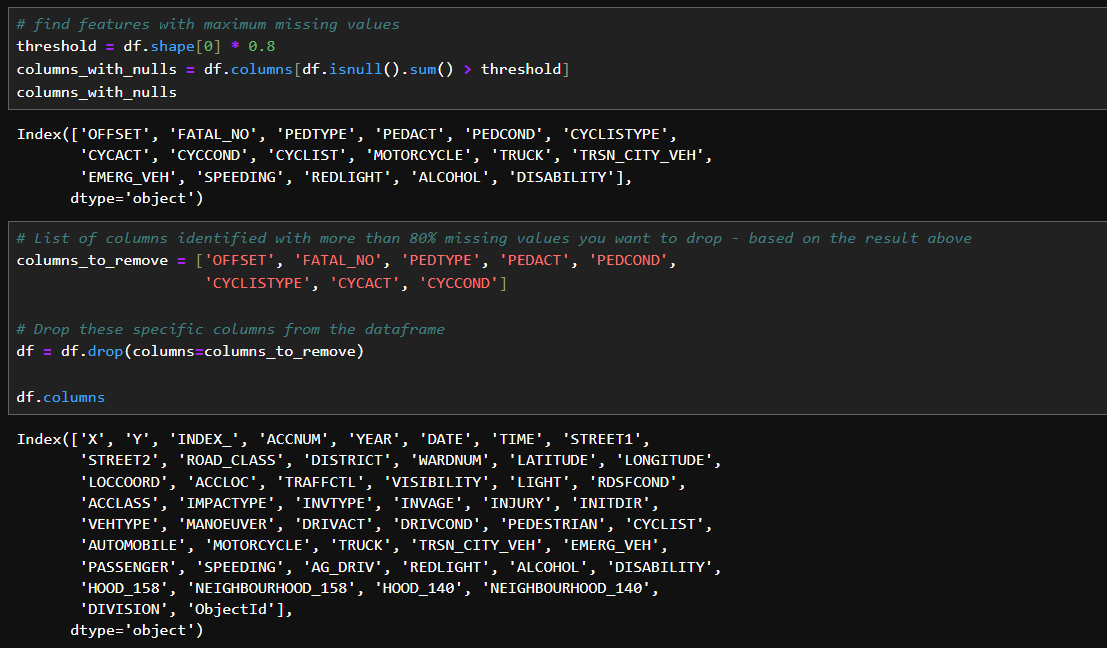 # find features with maximum missing values
threshold = df.shape[0] * 0.8
columns_with_nulls = df.columns[df.isnull().sum() > threshold]
columns_with_nulls
Index(['OFFSET', 'FATAL_NO', 'PEDTYPE', 'PEDACT', 'PEDCOND', 'CYCLISTYPE',
'CYCACT', 'CYCCOND', 'CYCLIST', 'MOTORCYCLE', 'TRUCK', 'TRSN_CITY_VEH',
'EMERG_VEH', 'SPEEDING', 'REDLIGHT', 'ALCOHOL', 'DISABILITY'],
dtype='object')
# List of columns identified with more than 80% missing values you want to drop - based on the result above
columns_to_remove = ['OFFSET', 'FATAL_NO', 'PEDTYPE', 'PEDACT', 'PEDCOND',
'CYCLISTYPE', 'CYCACT', 'CYCCOND']
# Drop these specific columns from the dataframe
df = df.drop(columns=columns_to_remove)
df.columns
Index(['X', 'Y', 'INDEX_', 'ACCNUM', 'YEAR', 'DATE', 'TIME', 'STREET1',
'STREET2', 'ROAD_CLASS', 'DISTRICT', 'WARDNUM', 'LATITUDE', 'LONGITUDE',
'LOCCOORD', 'ACCLOC', 'TRAFFCTL', 'VISIBILITY', 'LIGHT', 'RDSFCOND',
'ACCLASS', 'IMPACTYPE', 'INVTYPE', 'INVAGE', 'INJURY', 'INITDIR',
'VEHTYPE', 'MANOEUVER', 'DRIVACT', 'DRIVCOND', 'PEDESTRIAN', 'CYCLIST',
'AUTOMOBILE', 'MOTORCYCLE', 'TRUCK', 'TRSN_CITY_VEH', 'EMERG_VEH',
'PASSENGER', 'SPEEDING', 'AG_DRIV', 'REDLIGHT', 'ALCOHOL', 'DISABILITY',
'HOOD_158', 'NEIGHBOURHOOD_158', 'HOOD_140', 'NEIGHBOURHOOD_140',
'DIVISION', 'ObjectId'],
dtype='object')